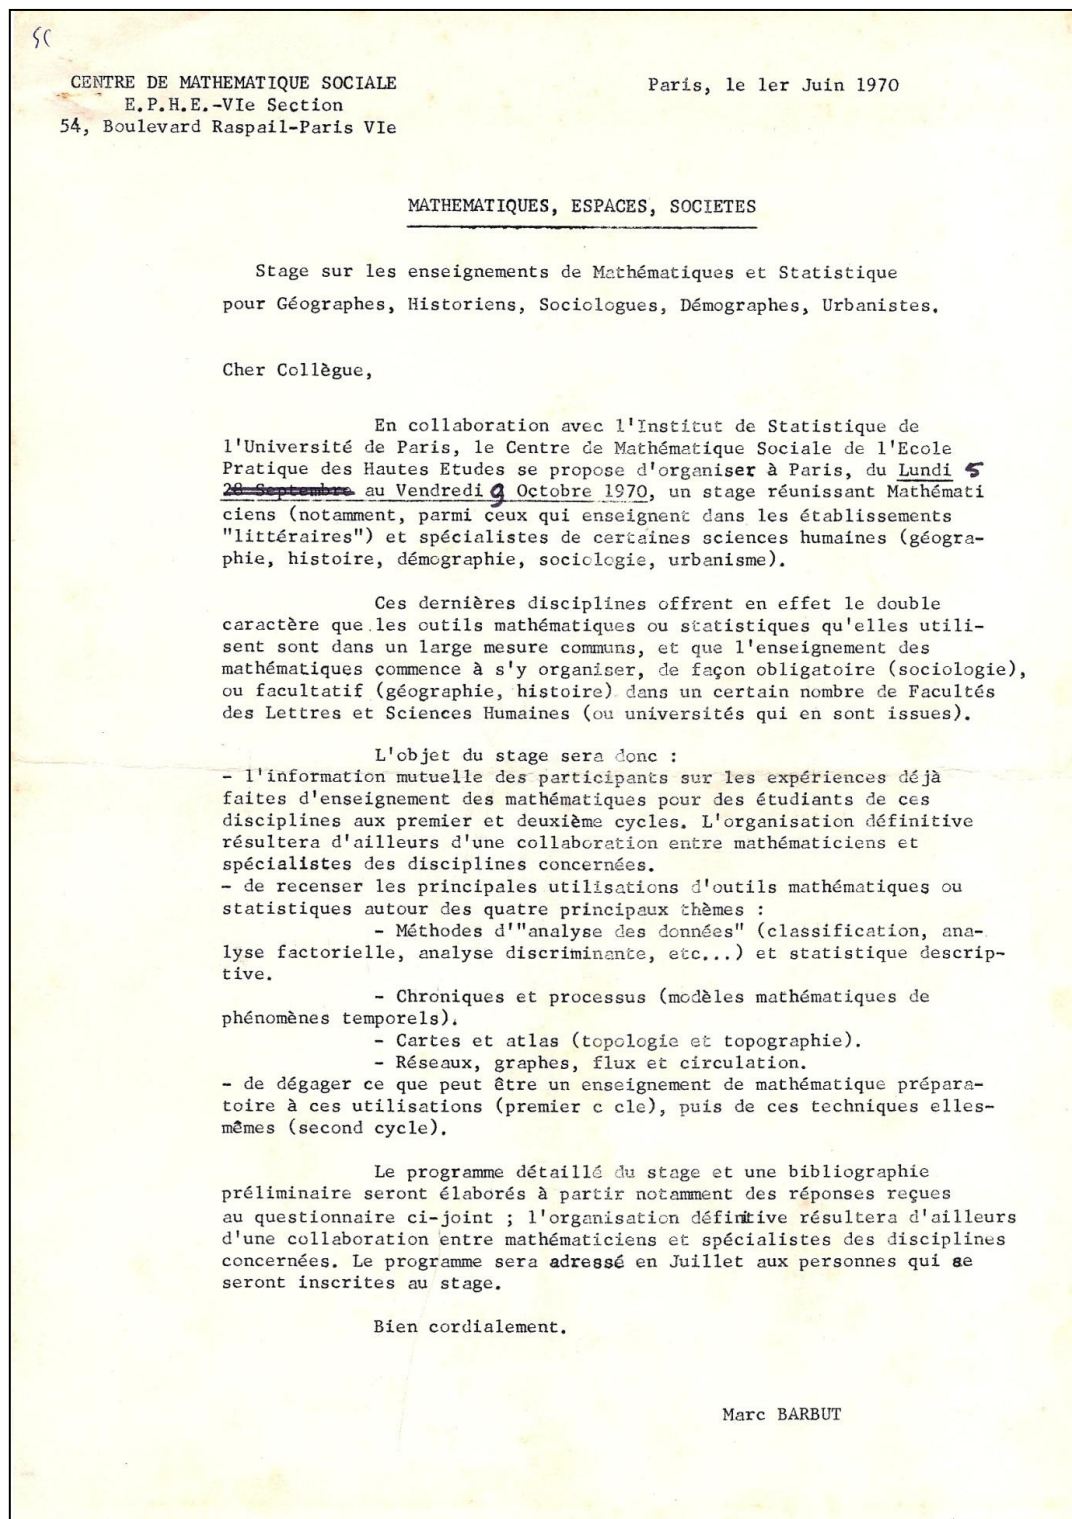 SC
CENTRE DE MATHEMATIQUE SOCIALE
E.P.H.E.-VIe Section
54, Boulevard Raspail-Paris VIe
Paris, le 1er Juin 1970
MATHEMATIQUES, ESPACES, SOCIETES
Stage sur les enseignements de Mathématiques et Statistique
pour Géographes, Historiens, Sociologues, Démographes, Urbanistes.
Cher Collègue,
En collaboration avec l'Institut de Statistique de
l'Université de Paris, le Centre de Mathématique Sociale de l'Ecole
Pratique des Hautes Etudes se propose d'organiser à Paris, du Lundi 5
28 Septembre au Vendredi 9 Octobre 1970, un stage réunissant Mathémati
ciens (notamment, parmi ceux qui enseignent dans les établissements
"littéraires") et spécialistes de certaines sciences humaines (géogra-
phie, histoire, démographie, sociologie, urbanisme).
Ces dernières disciplines offrent en effet le double
caractère que les outils mathématiques ou statistiques qu'elles utili-
sent sont dans un large mesure communs, et que l'enseignement des
mathématiques commence à s'y organiser, de façon obligatoire (sociologie),
ou facultatif (géographie, histoire) dans un certain nombre de Facultés
des Lettres et Sciences Humaines (ou universités qui en sont issues).
L'objet du stage sera donc :
- l'information mutuelle des participants sur les expériences déjà
faites d'enseignement des mathématiques pour des étudiants de ces
disciplines aux premier et deuxième cycles. L'organisation définitive
résultera d'ailleurs d'une collaboration entre mathématiciens et
spécialistes des disciplines concernées.
- de recenser les principales utilisations d'outils mathématiques ou
statistiques autour des quatre principaux thèmes :
- Méthodes d'"analyse des données" (classification, ana-
lyse factorielle, analyse discriminante, etc...) et statistique descrip-
tive.
- Chroniques et processus (modèles mathématiques de
phénomènes temporels).
- Cartes et atlas (topologie et topographie).
- Réseaux, graphes, flux et circulation.
- de dégager ce que peut être un enseignement de mathématique prépara-
toire à ces utilisations (premier c cle), puis de ces techniques elles-
mêmes (second cycle).
Le programme détaillé du stage et une bibliographie
préliminaire seront élaborés à partir notamment des réponses reçues
au questionnaire ci-joint ; l'organisation définitive résultera d'ailleurs
d'une collaboration entre mathématiciens et spécialistes des disciplines
concernées. Le programme sera adressé en Juillet aux personnes qui se
seront inscrites au stage.
Bien cordialement.
Marc BARBUT